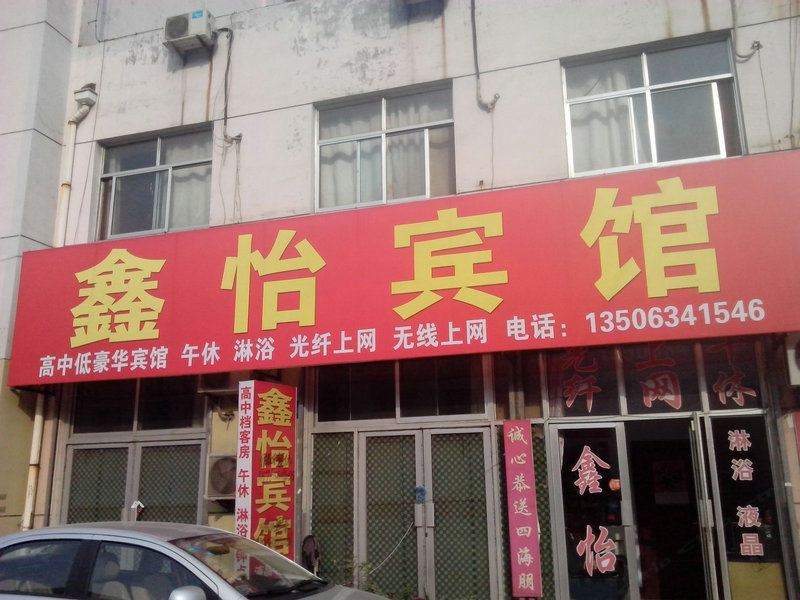 鑫怡宾馆
高中低豪华宾馆 午休 淋浴 光纤上网 无线上网 电话：13506341546
高中档客房 午休 淋浴
鑫怡宾馆
诚心恭送四海朋
光纤
上网
午休
鑫怡
淋浴 液晶